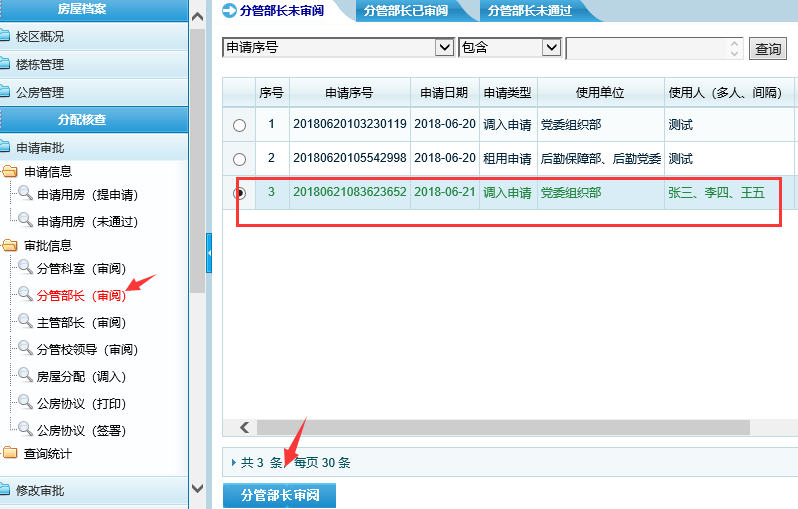 房屋档案
校区概况
楼栋管理
公房管理
分配核查
申请审批
申请信息
申请用房（提申请）
申请用房（未通过）
审批信息
分管科室（审阅）
分管部长（审阅）
主管部长（审阅）
分管校领导（审阅）
房屋分配（调入）
公房协议（打印）
公房协议（签署）
查询统计
修改审批
分管部长未审阅 分管部长已审阅 分管部长未通过
申请序号 包含 查询
序号 申请序号 申请日期 申请类型 使用单位 使用人（多人、间隔）
1 20180620103230119 2018-06-20 调入申请 党委组织部 测试
2 20180620105542998 2018-06-20 租用申请 后勤保障部、后勤党委 测试
3 20180621083623652 2018-06-21 调入申请 党委组织部 张三、李四、王五
共 3 条，每页 30 条
分管部长审阅